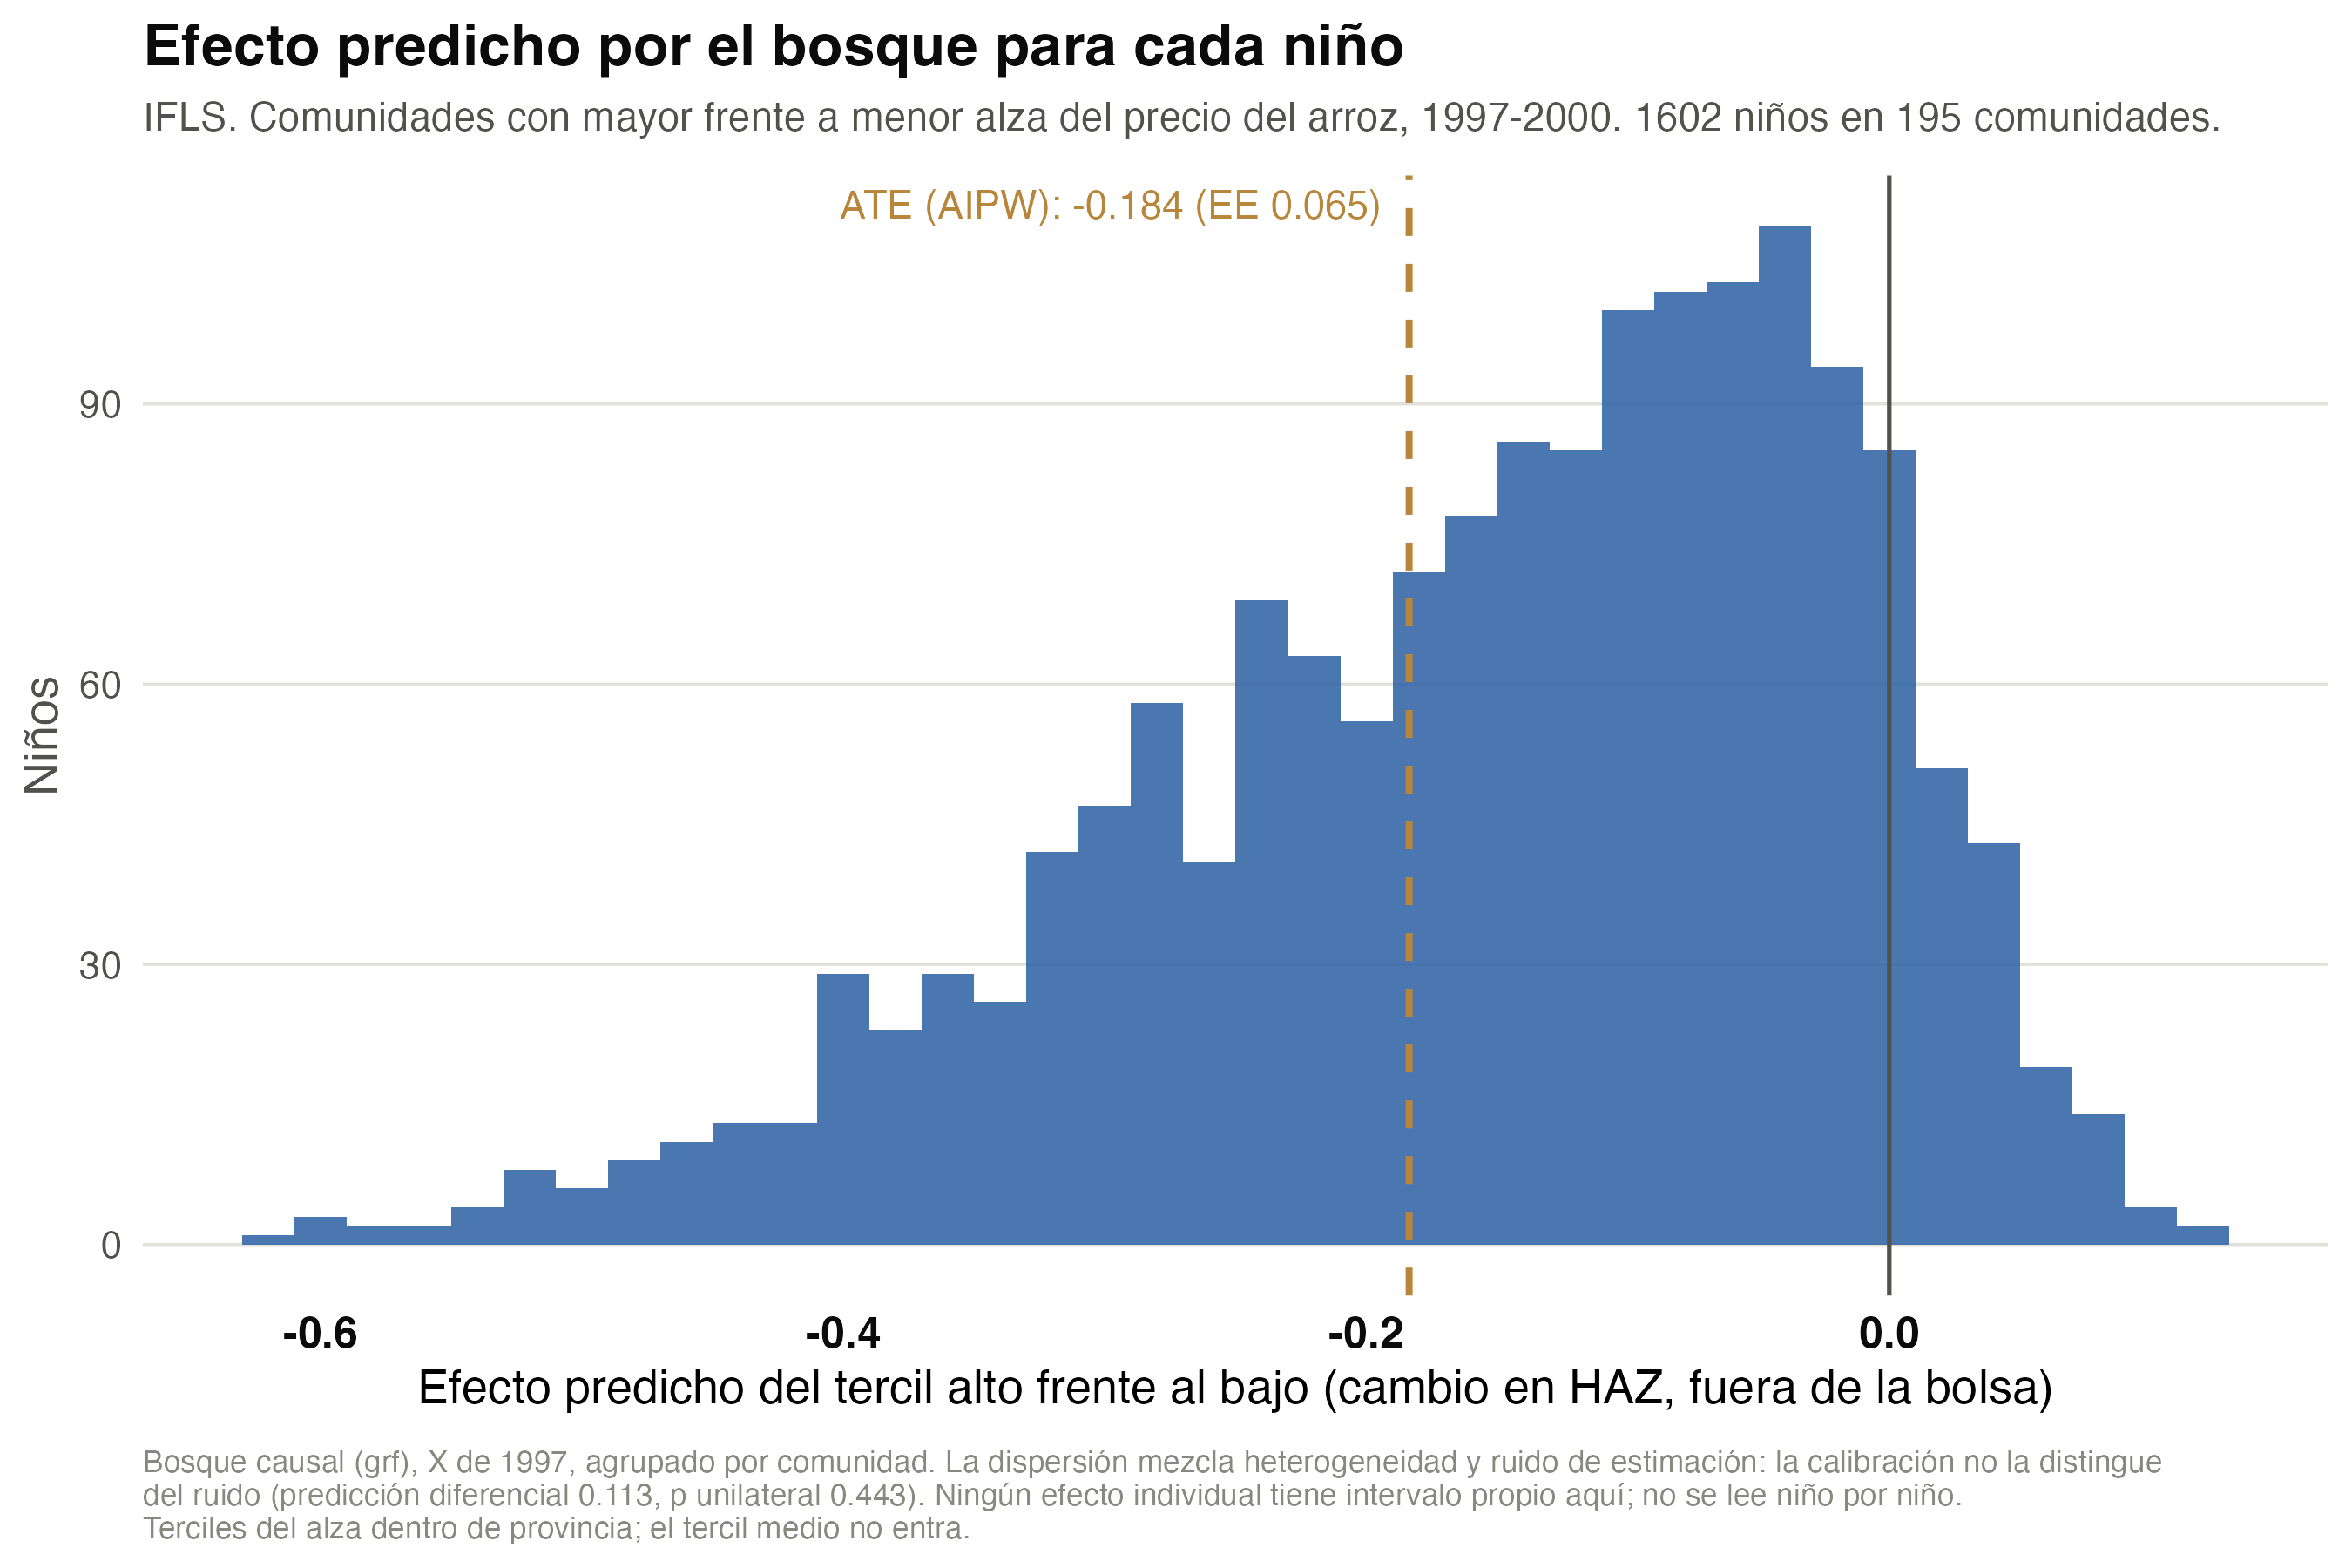 Efecto predicho por el bosque para cada niño
IFLS. Comunidades con mayor frente a menor alza del precio del arroz, 1997-2000. 1602 niños en 195 comunidades.
ATE (AIPW): -0.184 (EE 0.065)
90
60
30
0
Niños
-0.6
-0.4
-0.2
0.0
Efecto predicho del tercil alto frente al bajo (cambio en HAZ, fuera de la bolsa)
Bosque causal (grf), X de 1997, agrupado por comunidad. La dispersión mezcla heterogeneidad y ruido de estimación: la calibración no la distingue
del ruido (predicción diferencial 0.113, p unilateral 0.443). Ningún efecto individual tiene intervalo propio aquí; no se lee niño por niño.
Terciles del alza dentro de provincia; el tercil medio no entra.